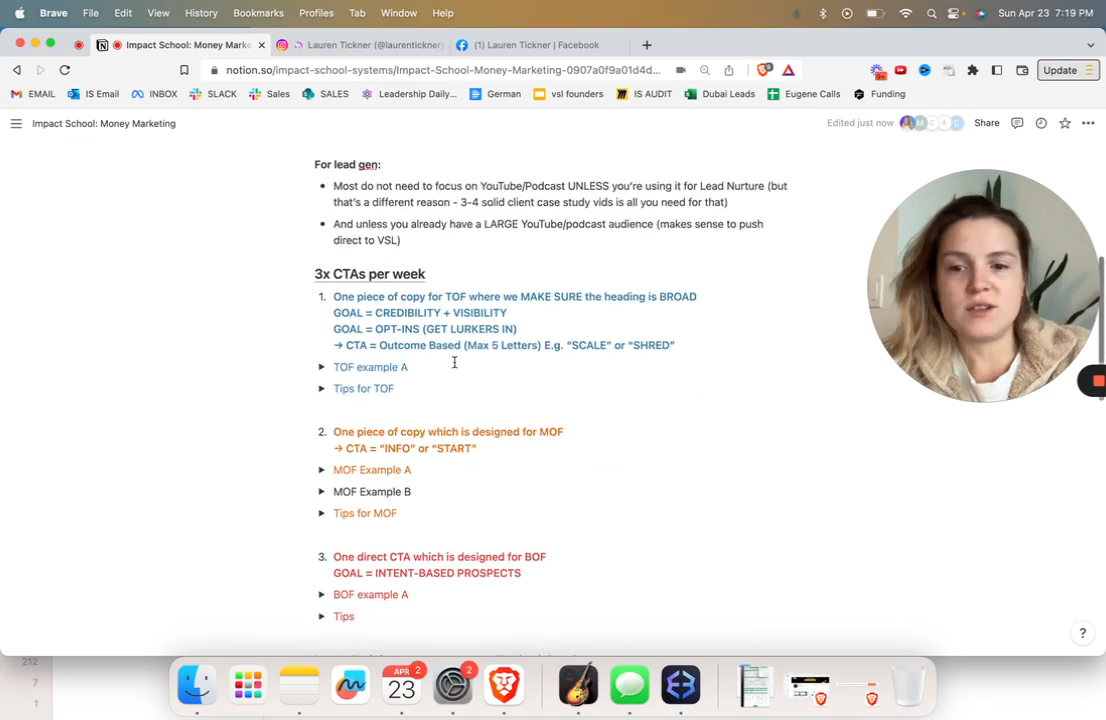 Brave File Edit View History Bookmarks Profiles Tab Window Help Sun Apr 23 7:19 PM
Impact School: Money Marke Lauren Tickner (@laurentickner) (1) Lauren Tickner | Facebook
notion.so/impact-school-systems/Impact-School-Money-Marketing-0907a0f9a01d4d... Update
EMAIL IS Email INBOX SLACK Sales SALES Leadership Daily... German vsl founders IS AUDIT Dubai Leads Eugene Calls Funding
Impact School: Money Marketing Edited just now Share
For lead gen:
• Most do not need to focus on YouTube/Podcast UNLESS you're using it for Lead Nurture (but
that's a different reason - 3-4 solid client case study vids is all you need for that)
• And unless you already have a LARGE YouTube/podcast audience (makes sense to push
direct to VSL)
3x CTAs per week
1. One piece of copy for TOF where we MAKE SURE the heading is BROAD
GOAL = CREDIBILITY + VISIBILITY
GOAL = OPT-INS (GET LURKERS IN)
→ CTA = Outcome Based (Max 5 Letters) E.g. “SCALE” or “SHRED”
TOF example A
Tips for TOF
2. One piece of copy which is designed for MOF
→ CTA = “INFO” or “START”
MOF Example A
MOF Example B
Tips for MOF
3. One direct CTA which is designed for BOF
GOAL = INTENT-BASED PROSPECTS
BOF example A
Tips
?
212
7
1
APR 2 2
23